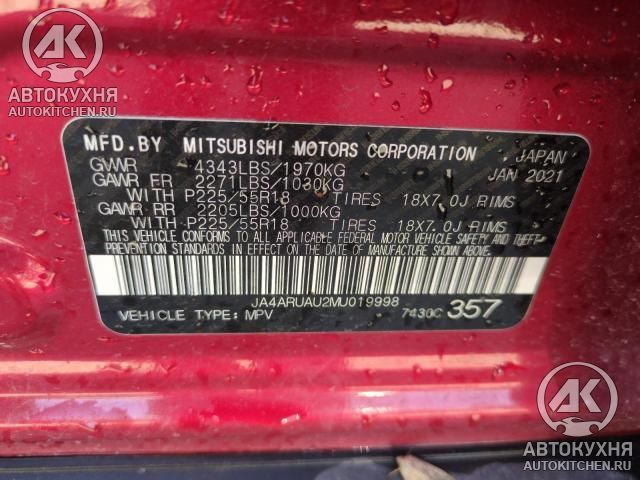 АК
АВТОКУХНЯ
AUTOKITCHEN.RU
MFD.BY MITSUBISHI MOTORS CORPORATION JAPAN
GVWR 4343LBS/1970KG JAN 2021
GAWR FR 2271LBS/1030KG
WITH P225/55R18 TIRES 18X7.0J RIMS
GAWR RR 2205LBS/1000KG
WITH P225/55R18 TIRES 18X7.0J RIMS
THIS VEHICLE CONFORMS TO ALL APPLICABLE FEDERAL MOTOR VEHICLE SAFETY AND THEFT
PREVENTION STANDARDS IN EFFECT ON THE DATE OF MANUFACTURE SHOWN ABOVE.
JA4ARUAU2MU019998
VEHICLE TYPE: MPV 7430C 357
АК
АВТОКУХНЯ
AUTOKITCHEN.RU